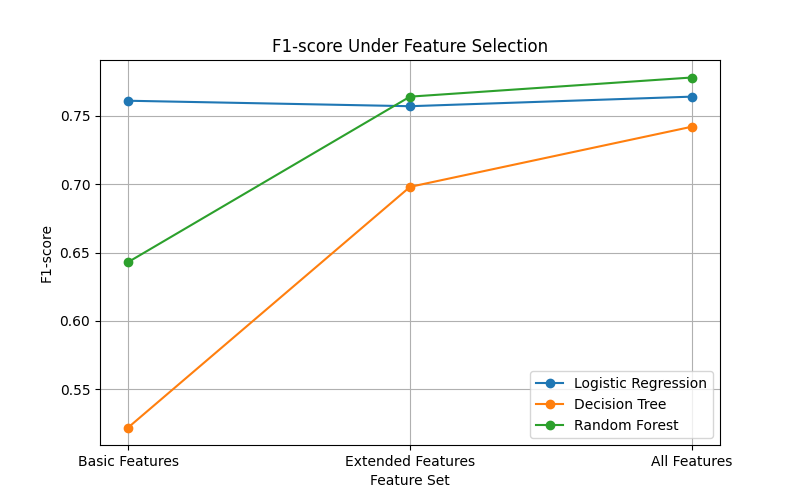 F1-score Under Feature Selection
F1-score
0.75
0.70
0.65
0.60
0.55
Logistic Regression
Decision Tree
Random Forest
Basic Features
Extended Features
All Features
Feature Set